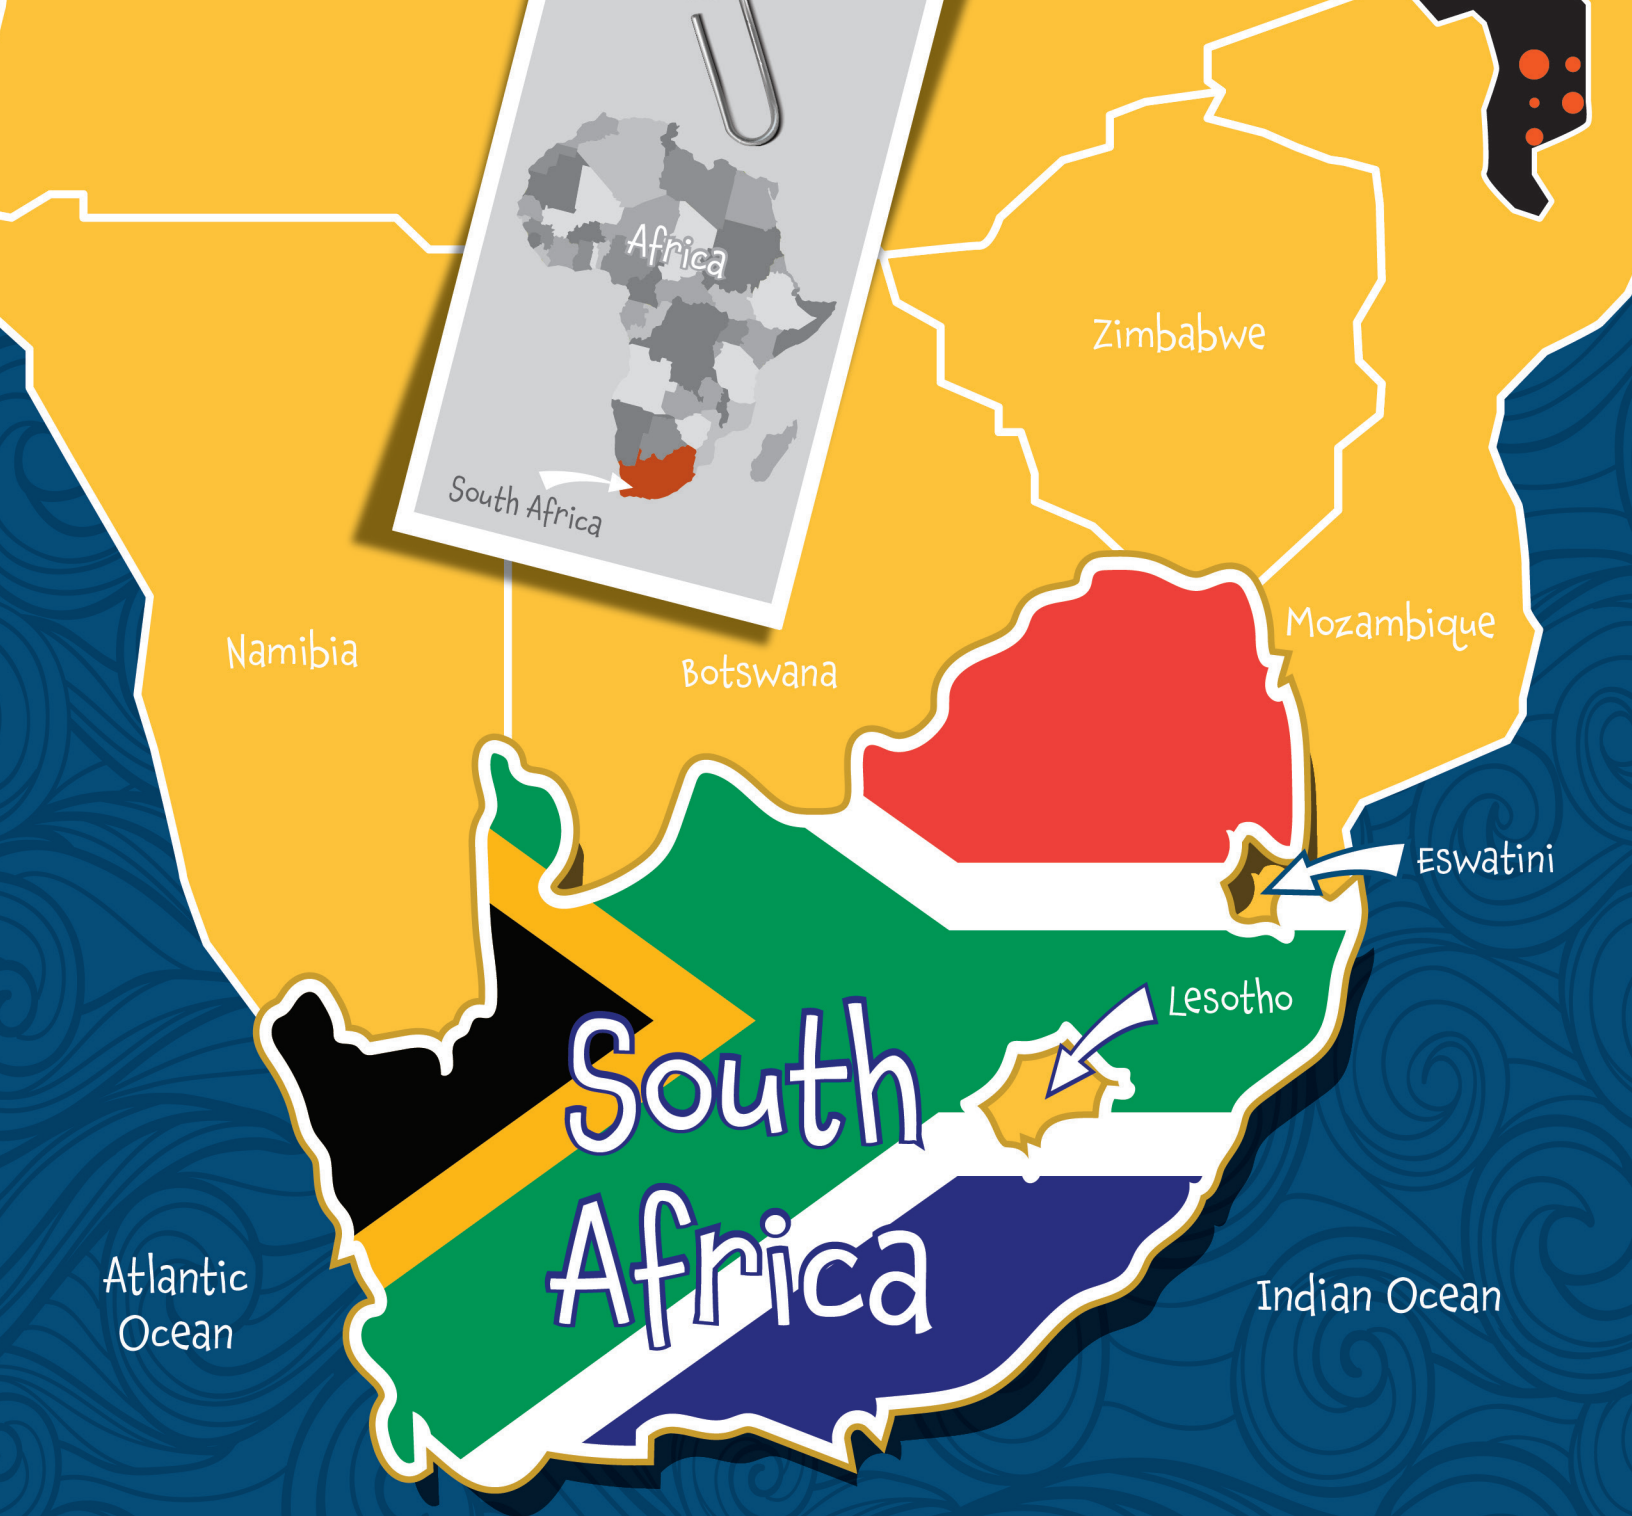 Africa
South Africa
Zimbabwe
Namibia
Botswana
Mozambique
Eswatini
Lesotho
South
Africa
Atlantic
Ocean
Indian Ocean